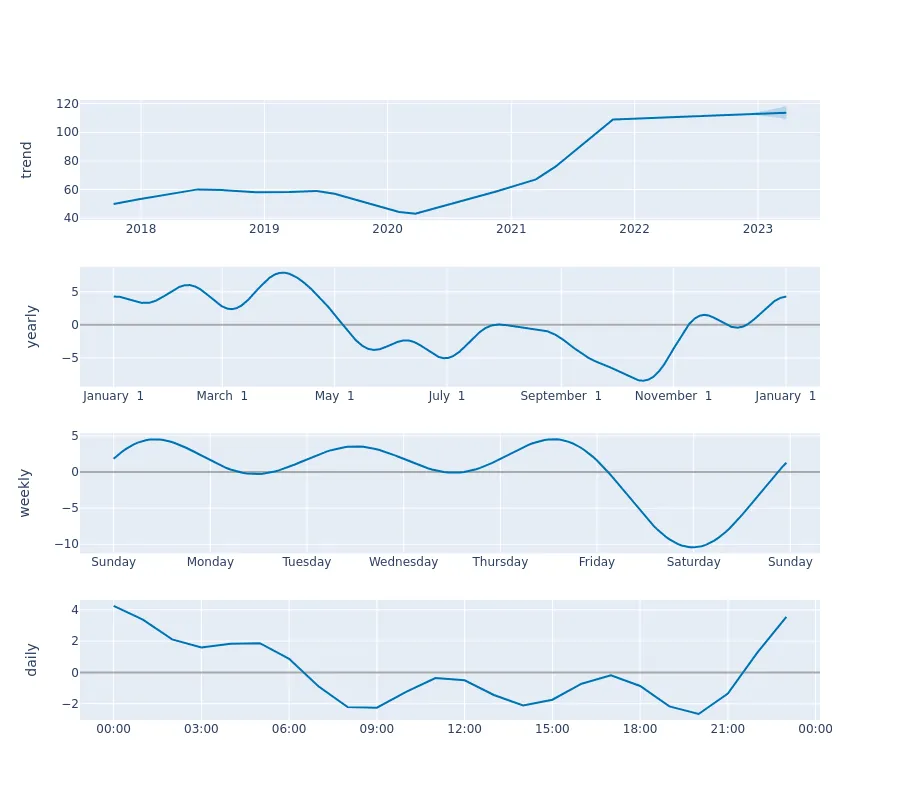 trend
120
100
80
60
40
2018 2019 2020 2021 2022 2023
yearly
5
0
−5
January 1 March 1 May 1 July 1 September 1 November 1 January 1
weekly
5
0
−5
−10
Sunday Monday Tuesday Wednesday Thursday Friday Saturday Sunday
daily
4
2
0
−2
00:00 03:00 06:00 09:00 12:00 15:00 18:00 21:00 00:00